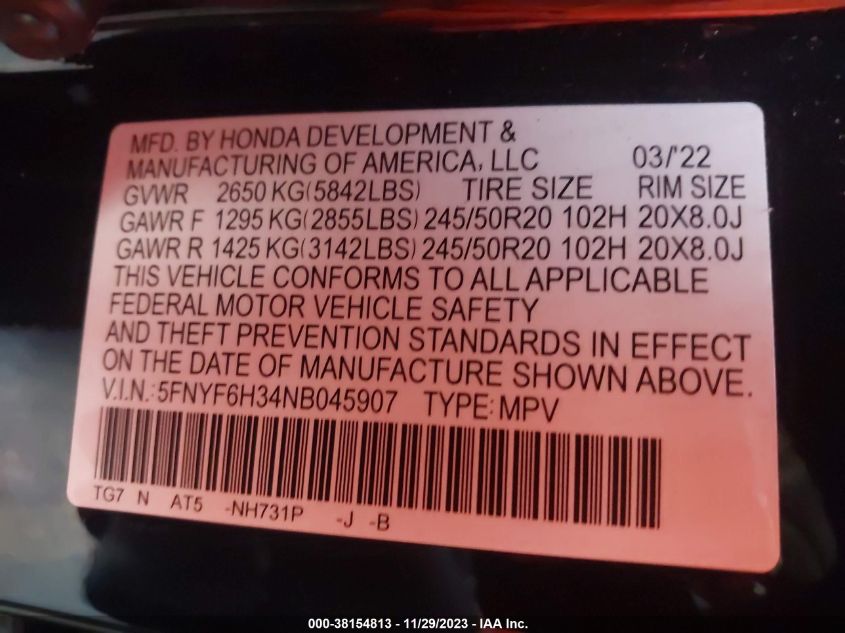 MFD. BY HONDA DEVELOPMENT &
MANUFACTURING OF AMERICA, LLC 03/'22
GVWR 2650 KG(5842LBS) TIRE SIZE RIM SIZE
GAWR F 1295 KG(2855LBS) 245/50R20 102H 20X8.0J
GAWR R 1425 KG(3142LBS) 245/50R20 102H 20X8.0J
THIS VEHICLE CONFORMS TO ALL APPLICABLE
FEDERAL MOTOR VEHICLE SAFETY
AND THEFT PREVENTION STANDARDS IN EFFECT
ON THE DATE OF MANUFACTURE SHOWN ABOVE.
V.I.N.:5FNYF6H34NB045907 TYPE:MPV
TG7 N AT5 -NH731P -J -B
000-38154813 - 11/29/2023 - IAA Inc.